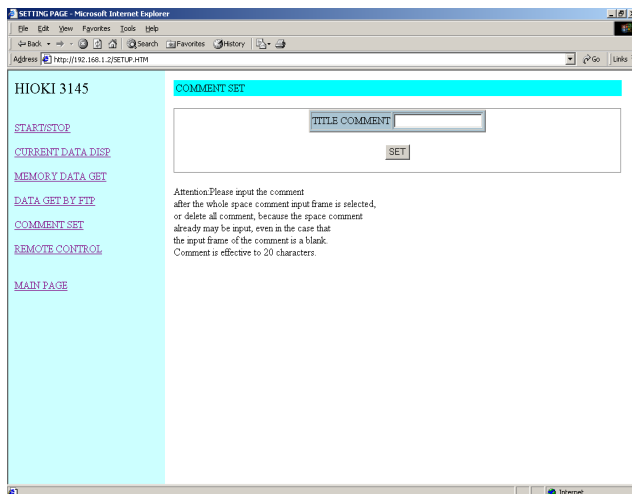 SETTING PAGE - Microsoft Internet Explorer
File Edit View Favorites Tools Help
Back Search Favorites History
Address http://192.168.1.2/SETUP.HTM Go Links
HIOKI 3145
START/STOP
CURRENT DATA DISP
MEMORY DATA GET
DATA GET BY FTP
COMMENT SET
REMOTE CONTROL
MAIN PAGE
COMMENT SET
TITLE COMMENT
SET
Attention:Please input the comment
after the whole space comment input frame is selected,
or delete all comment, because the space comment
already may be input, even in the case that
the input frame of the comment is a blank.
Comment is effective to 20 characters.
Internet